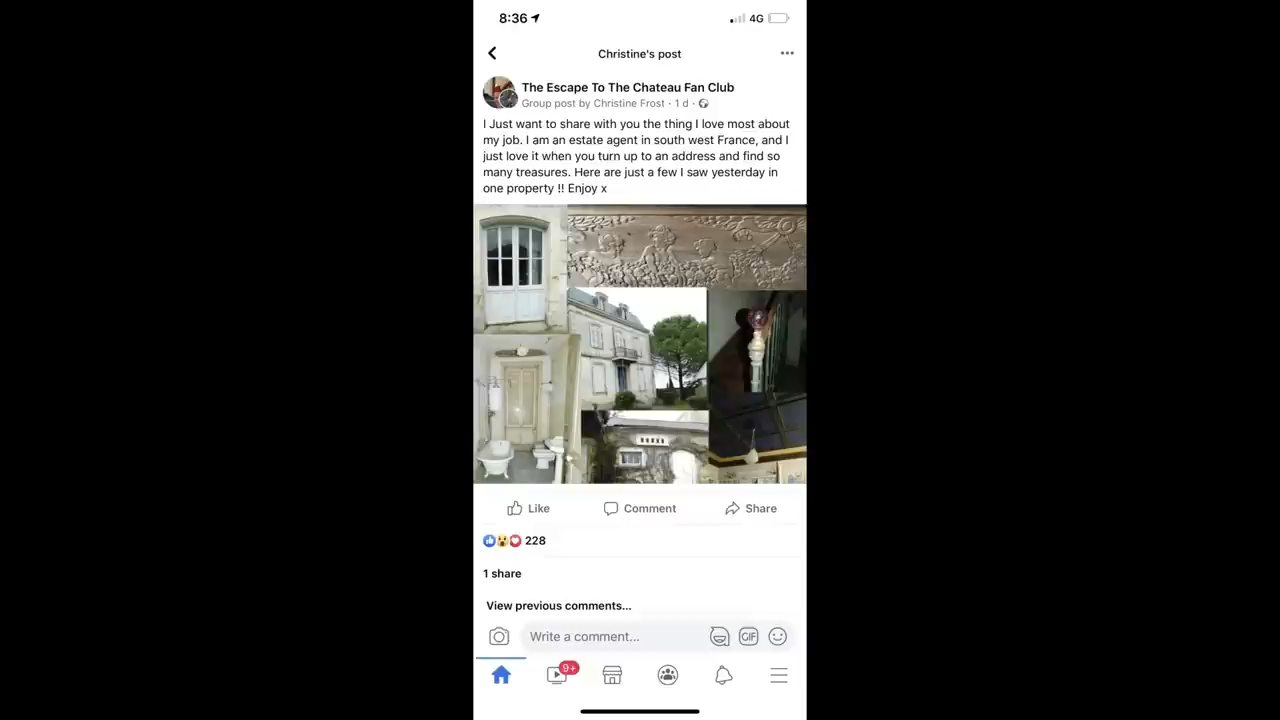 8:36
4G
Christine's post
The Escape To The Chateau Fan Club
Group post by Christine Frost · 1 d ·
I Just want to share with you the thing I love most about
my job. I am an estate agent in south west France, and I
just love it when you turn up to an address and find so
many treasures. Here are just a few I saw yesterday in
one property !! Enjoy x
Like
Comment
Share
228
1 share
View previous comments...
Write a comment...
GIF
9+